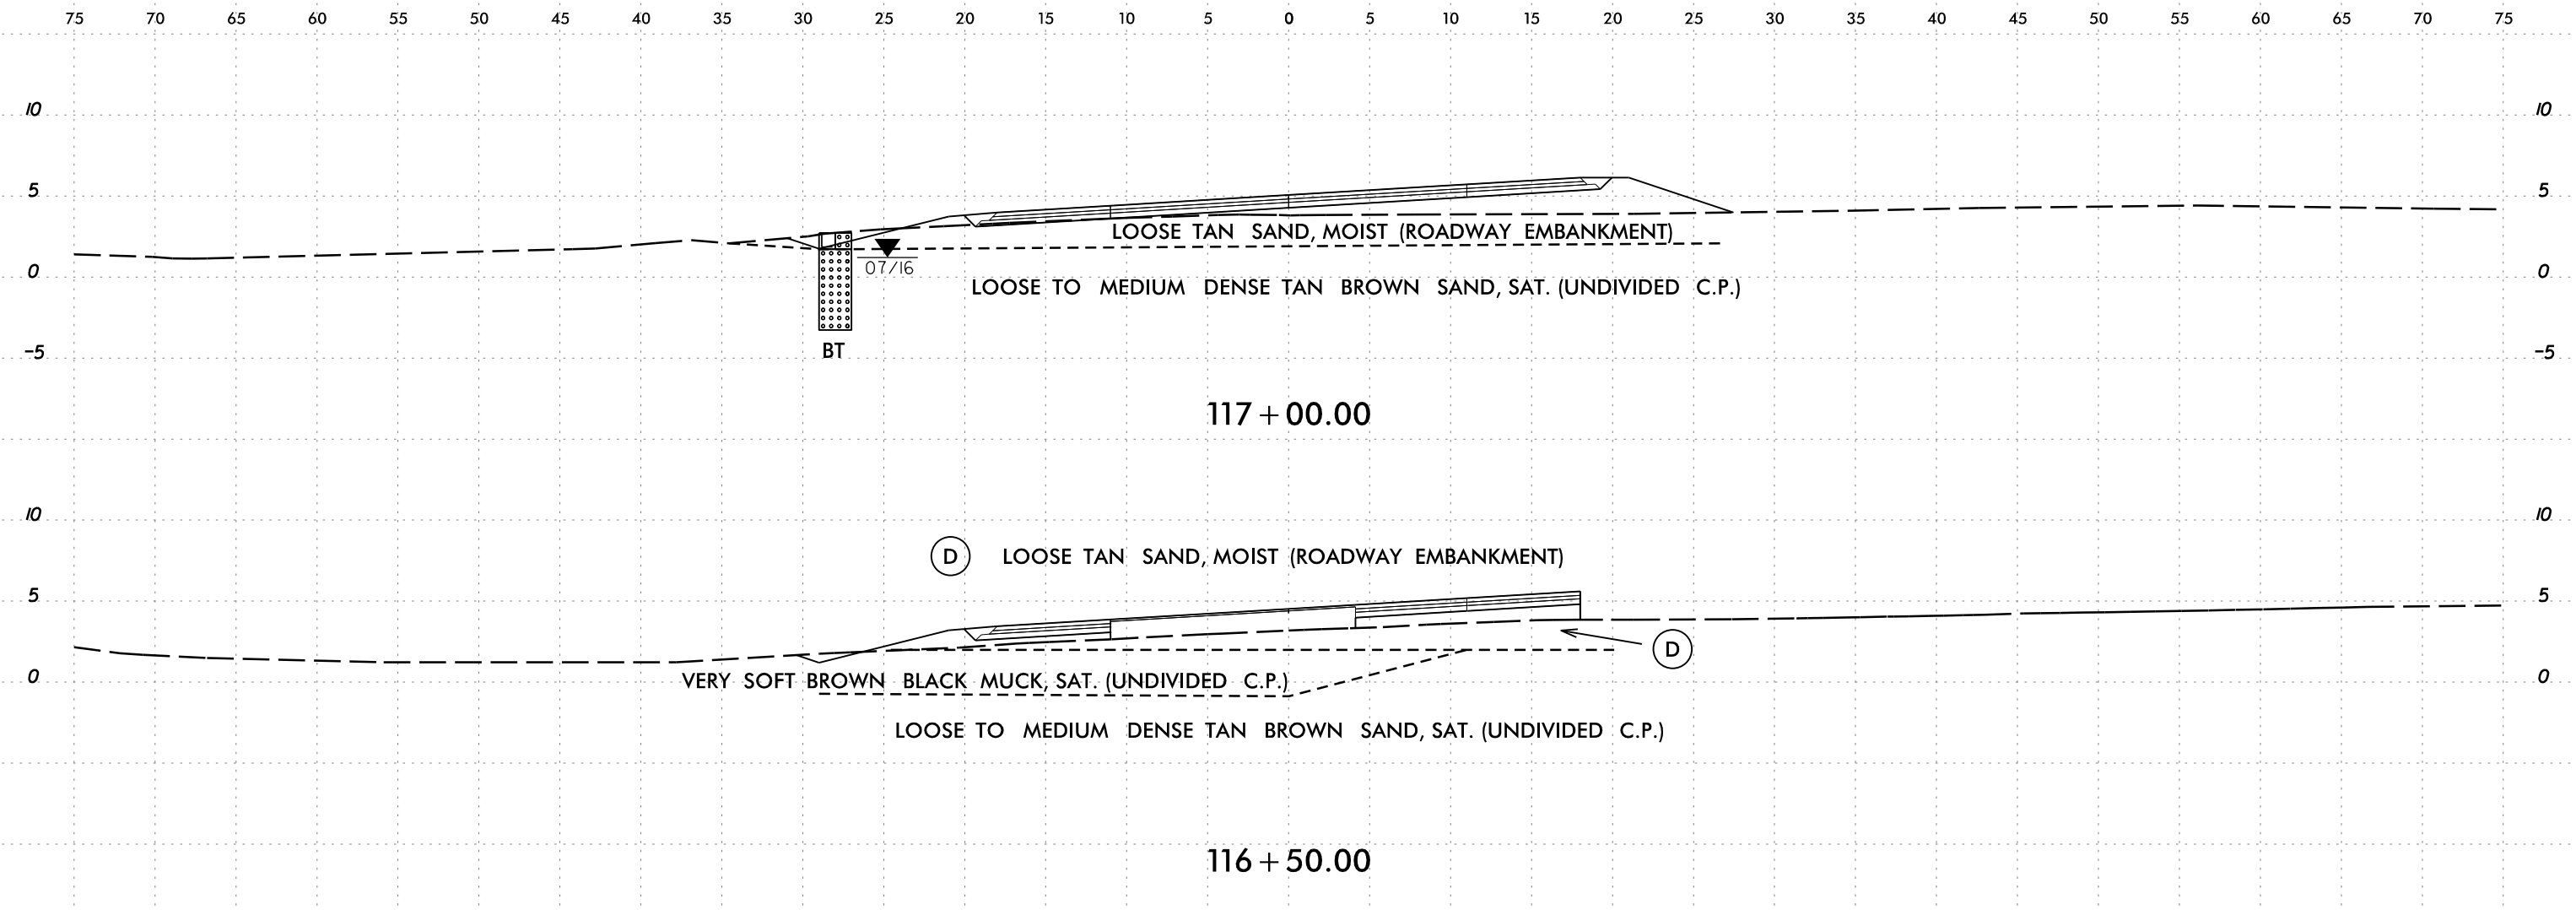 75 70 65 60 55 50 45 40 35 30 25 20 15 10 5 0 5 10 15 20 25 30 35 40 45 50 55 60 65 70 75
10 10
5 5
LOOSE TAN SAND, MOIST (ROADWAY EMBANKMENT)
0 07/16 0
LOOSE TO MEDIUM DENSE TAN BROWN SAND, SAT. (UNDIVIDED C.P.)
-5 BT -5
117+00.00
10 10
D LOOSE TAN SAND, MOIST (ROADWAY EMBANKMENT)
5 5
D
0 VERY SOFT BROWN BLACK MUCK, SAT. (UNDIVIDED C.P.) 0
LOOSE TO MEDIUM DENSE TAN BROWN SAND, SAT. (UNDIVIDED C.P.)
116+50.00